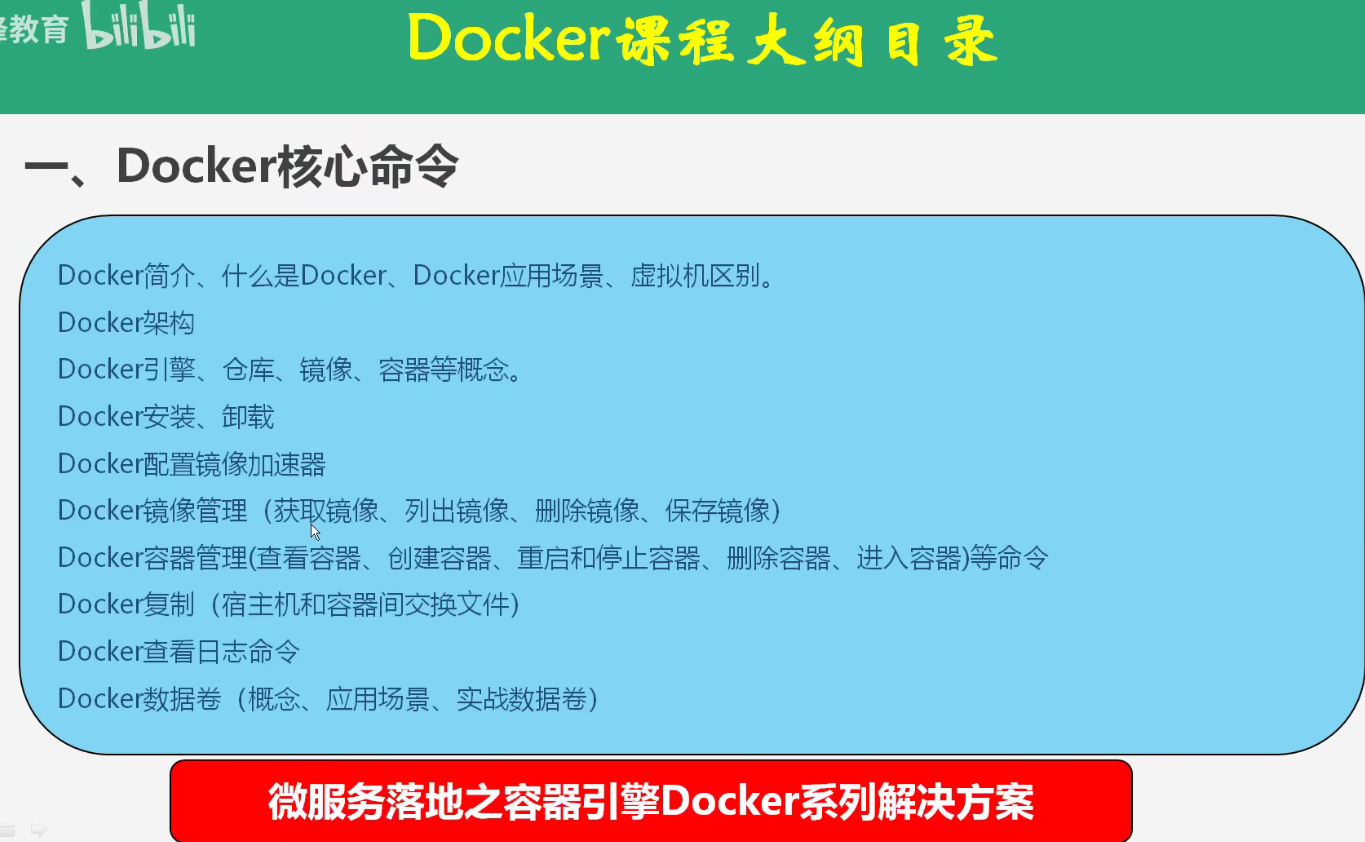 教育 bilibili
Docker课程大纲目录
一、Docker核心命令
Docker简介、什么是Docker、Docker应用场景、虚拟机区别。
Docker架构
Docker引擎、仓库、镜像、容器等概念。
Docker安装、卸载
Docker配置镜像加速器
Docker镜像管理（获取镜像、列出镜像、删除镜像、保存镜像）
Docker容器管理(查看容器、创建容器、重启和停止容器、删除容器、进入容器)等命令
Docker复制（宿主机和容器间交换文件）
Docker查看日志命令
Docker数据卷（概念、应用场景、实战数据卷）
微服务落地之容器引擎Docker系列解决方案